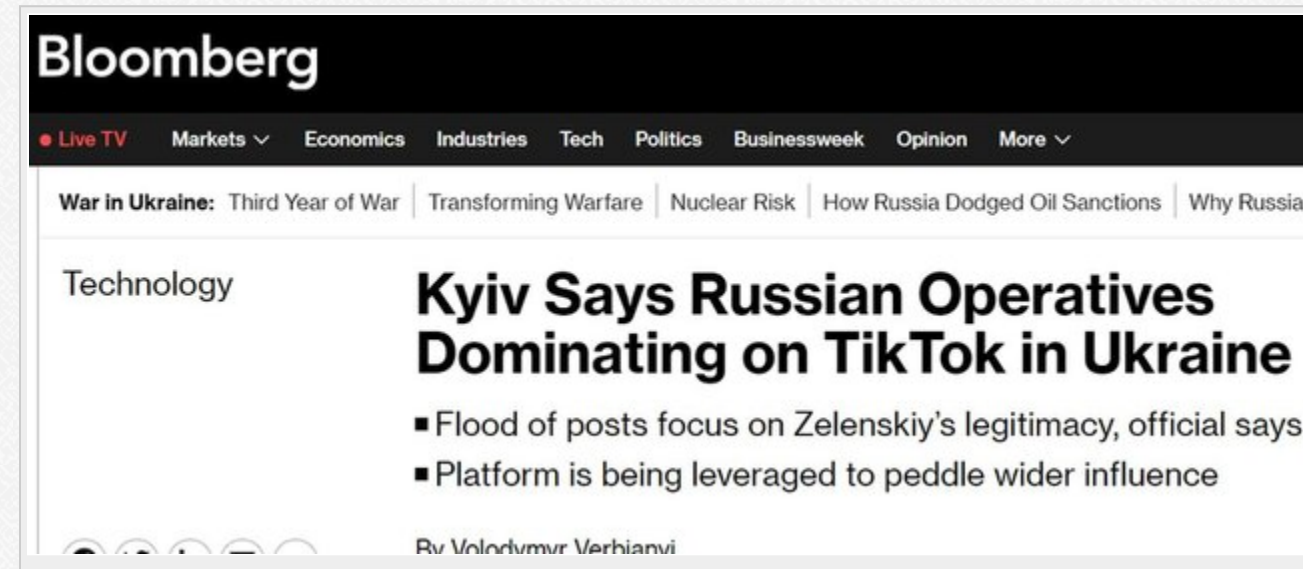 Bloomberg
Live TV Markets Economics Industries Tech Politics Businessweek Opinion More
War in Ukraine: Third Year of War Transforming Warfare Nuclear Risk How Russia Dodged Oil Sanctions Why Russia
Technology
Kyiv Says Russian Operatives
Dominating on TikTok in Ukraine
Flood of posts focus on Zelenskiy's legitimacy, official says
Platform is being leveraged to peddle wider influence
By Volodymyr Verbianyi